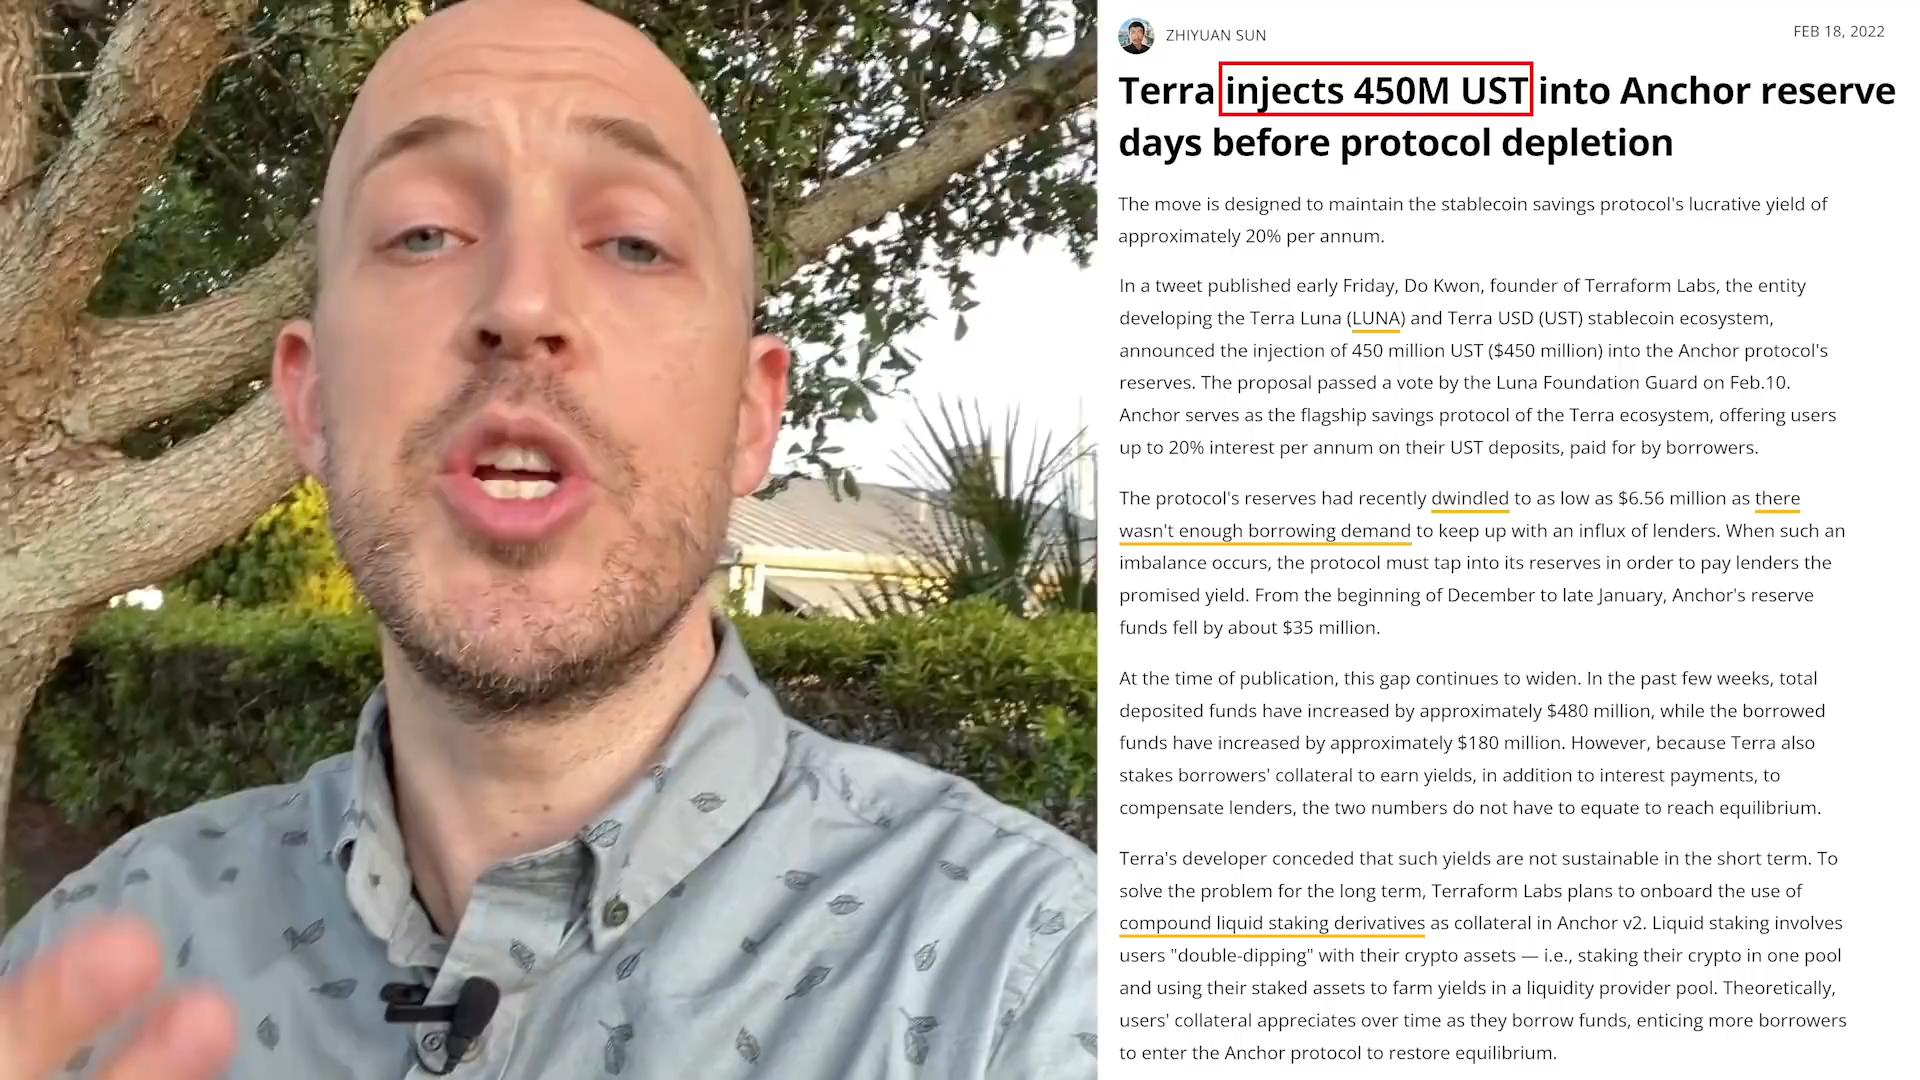 ZHIYUAN SUN
FEB 18, 2022
Terra injects 450M UST into Anchor reserve
days before protocol depletion
The move is designed to maintain the stablecoin savings protocol's lucrative yield of
approximately 20% per annum.
In a tweet published early Friday, Do Kwon, founder of Terraform Labs, the entity
developing the Terra Luna (LUNA) and Terra USD (UST) stablecoin ecosystem,
announced the injection of 450 million UST ($450 million) into the Anchor protocol's
reserves. The proposal passed a vote by the Luna Foundation Guard on Feb.10.
Anchor serves as the flagship savings protocol of the Terra ecosystem, offering users
up to 20% interest per annum on their UST deposits, paid for by borrowers.
The protocol's reserves had recently dwindled to as low as $6.56 million as there
wasn't enough borrowing demand to keep up with an influx of lenders. When such an
imbalance occurs, the protocol must tap into its reserves in order to pay lenders the
promised yield. From the beginning of December to late January, Anchor's reserve
funds fell by about $35 million.
At the time of publication, this gap continues to widen. In the past few weeks, total
deposited funds have increased by approximately $480 million, while the borrowed
funds have increased by approximately $180 million. However, because Terra also
stakes borrowers' collateral to earn yields, in addition to interest payments, to
compensate lenders, the two numbers do not have to equate to reach equilibrium.
Terra's developer conceded that such yields are not sustainable in the short term. To
solve the problem for the long term, Terraform Labs plans to onboard the use of
compound liquid staking derivatives as collateral in Anchor v2. Liquid staking involves
users "double-dipping" with their crypto assets — i.e., staking their crypto in one pool
and using their staked assets to farm yields in a liquidity provider pool. Theoretically,
users' collateral appreciates over time as they borrow funds, enticing more borrowers
to enter the Anchor protocol to restore equilibrium.